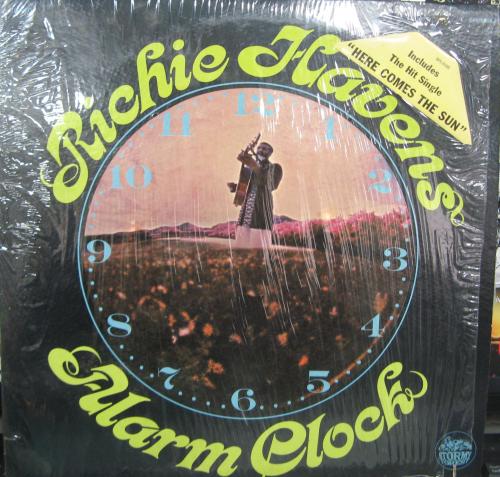 Richie Havens
Includes
The Hit Single
"HERE COMES THE SUN"
12
1
2
3
4
5
6
7
8
9
10
11
Alarm Clock
STORMY
FOREST